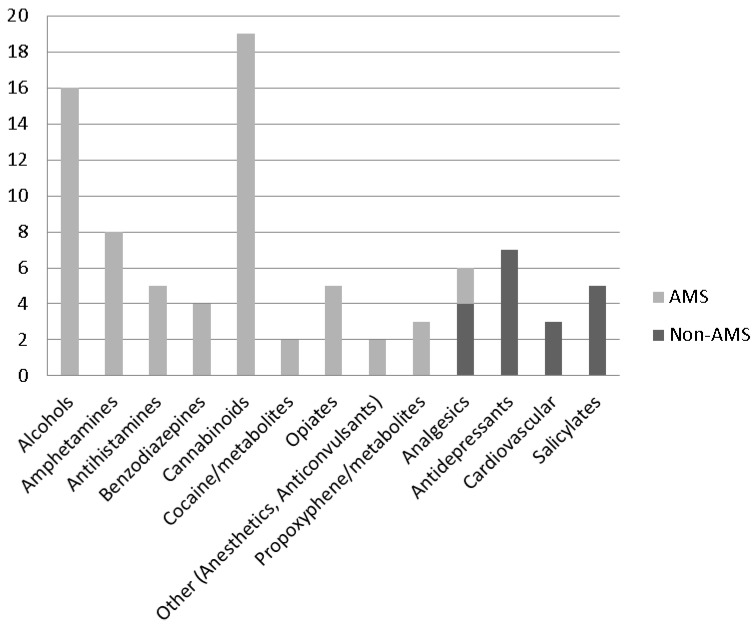 20
18
16
14
12
10
8
6
4
2
0
Alcohols
Amphetamines
Antihistamines
Benzodiazepines
Cannabinoids
Cocaine/metabolites
Opiates
Other (Anesthetics, Anticonvulsants)
Propoxyphene/metabolites
Analgesics
Antidepressants
Cardiovascular
Salicylates
AMS
Non-AMS